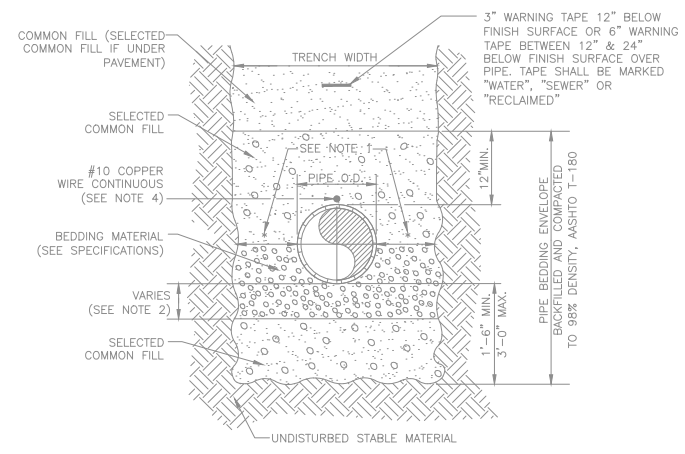 3" WARNING TAPE 12" BELOW
FINISH SURFACE OR 6" WARNING
TAPE BETWEEN 12" & 24"
BELOW FINISH SURFACE OVER
PIPE. TAPE SHALL BE MARKED
"WATER", "SEWER" OR
"RECLAIMED"
COMMON FILL (SELECTED
COMMON FILL IF UNDER
PAVEMENT)
TRENCH WIDTH
SELECTED
COMMON FILL
SEE NOTE 1
#10 COPPER
WIRE CONTINUOUS
(SEE NOTE 4)
PIPE O.D.
12"MIN.
* *
BEDDING MATERIAL
(SEE SPECIFICATIONS)
VARIES
(SEE NOTE 2)
SELECTED
COMMON FILL
1'-6" MIN.
3'-0" MAX.
PIPE BEDDING ENVELOPE
BACKFILLED AND COMPACTED
TO 98% DENSITY, AASHTO T-180
UNDISTURBED STABLE MATERIAL